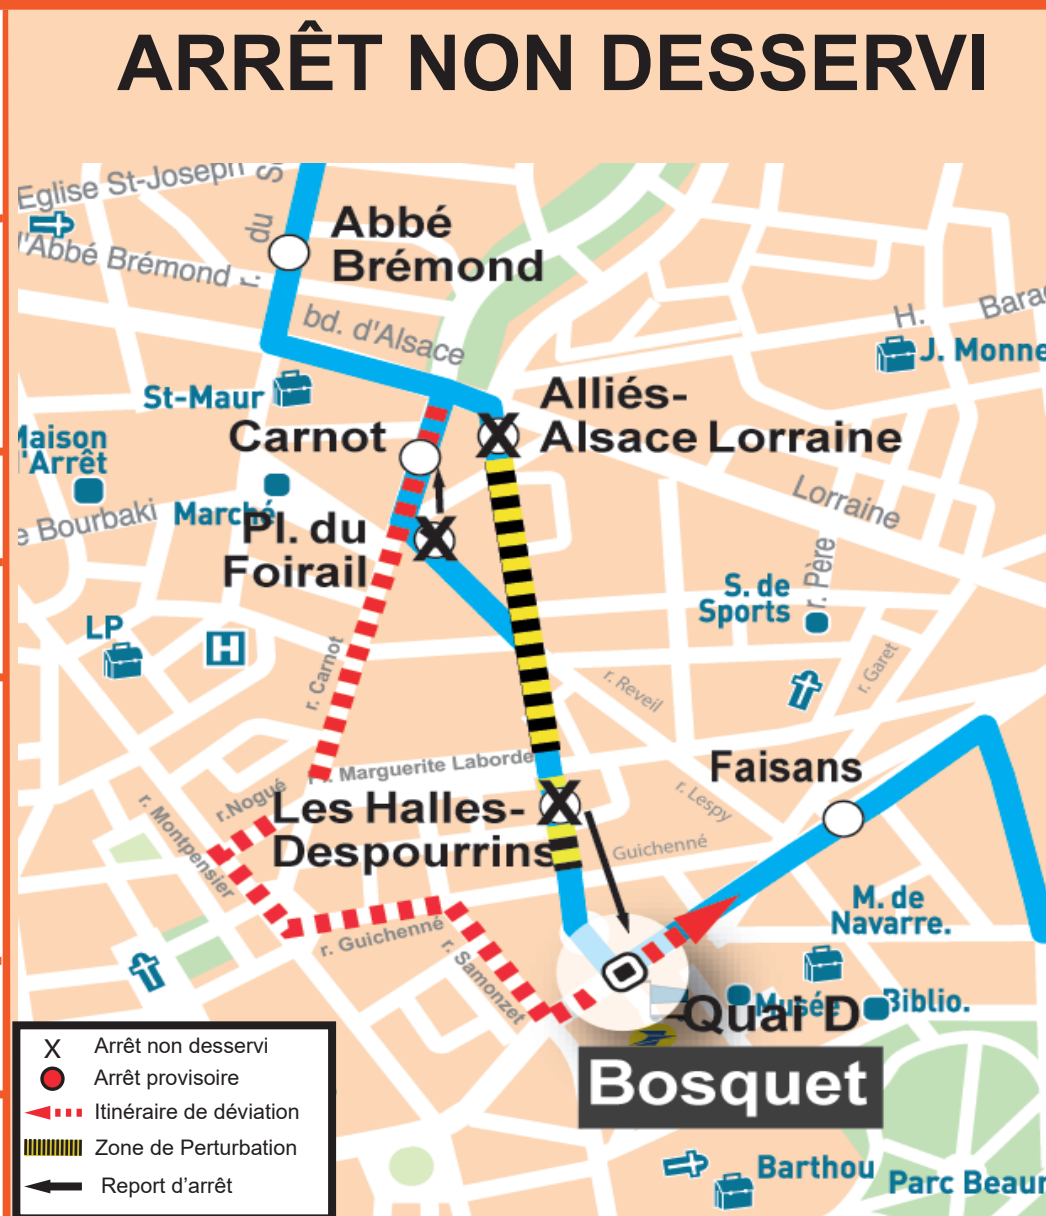 ARRÊT NON DESSERVI
Eglise St-Joseph
r. du
l'Abbé Brémond
Abbé
Brémond
bd. d'Alsace
H.
J. Monne
St-Maur
Carnot
Alliés-
Alsace Lorraine
Maison
d'Arrêt
Lorraine
Bourbaki
Marché
Pl. du
Foirail
r. Père
S. de
Sports
LP
H
r. Carnot
r. Reveil
r. Garet
Marguerite Laborde
Faisans
r. Lespy
r. Nogué
r. Montpensier
Les Halles-
Despourrins
Guichenné
M. de
Navarre.
r. Guichenné
r. Samonzet
Musée
Biblio.
Quai D
Bosquet
Barthou
Parc Beaum
X Arrêt non desservi
Arrêt provisoire
Itinéraire de déviation
Zone de Perturbation
Report d'arrêt
X
X
X